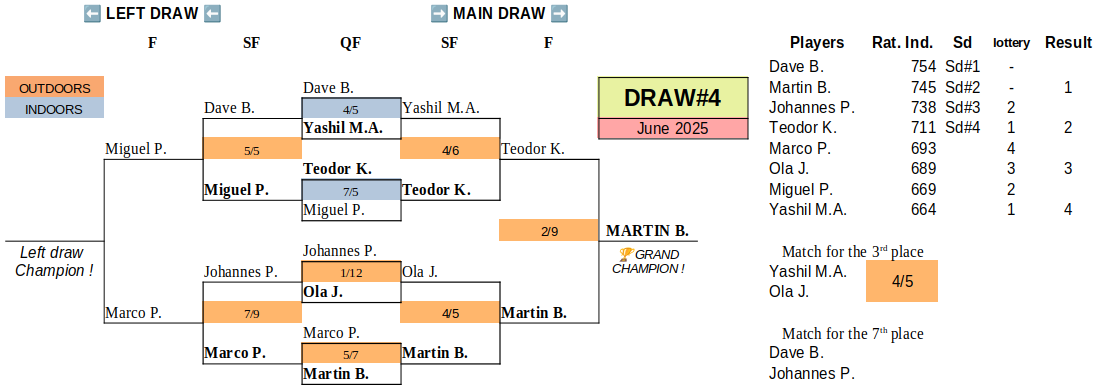 ⬅ LEFT DRAW ⬅ ➡ MAIN DRAW ➡
F SF QF SF F
Players Rat. Ind. Sd lottery Result
Dave B. 754 Sd#1 -
Martin B. 745 Sd#2 - 1
Johannes P. 738 Sd#3 2
Teodor K. 711 Sd#4 1 2
Marco P. 693 4
Ola J. 689 3 3
Miguel P. 669 2
Yashil M.A. 664 1 4
OUTDOORS
INDOORS
DRAW#4
June 2025
Dave B.
Dave B. 4/5 Yashil M.A.
Yashil M.A.
Miguel P. 5/5 4/6 Teodor K.
Teodor K.
Miguel P. 7/5 Teodor K.
Miguel P.
2/9 MARTIN B.
Left draw
Champion !
🏆GRAND
CHAMPION !
Johannes P.
Johannes P. 1/12 Ola J.
Ola J.
Marco P. 7/9 4/5 Martin B.
Marco P.
Marco P. 5/7 Martin B.
Martin B.
Match for the 3rd place
Yashil M.A.
Ola J.
4/5
Match for the 7th place
Dave B.
Johannes P.